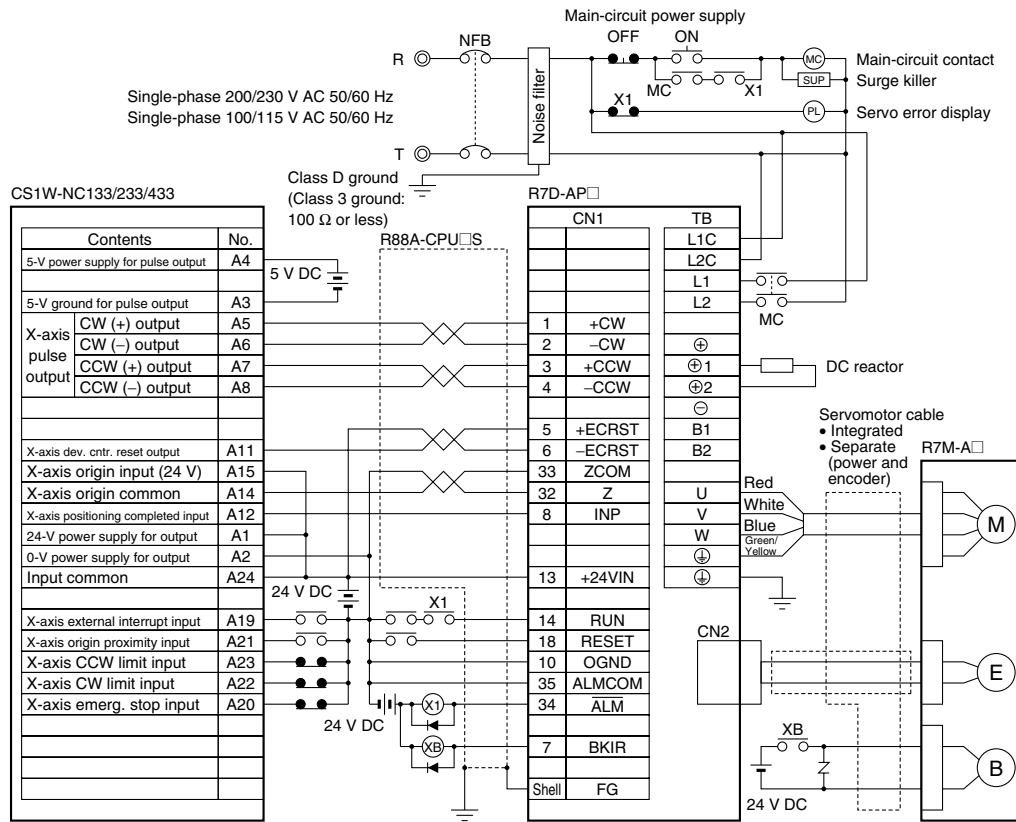 Main-circuit power supply
OFF ON
NFB
R
MC
Main-circuit contact
SUP
Surge killer
MC X1
X1
PL
Servo error display
Noise filter
Single-phase 200/230 V AC 50/60 Hz
Single-phase 100/115 V AC 50/60 Hz
T
Class D ground
(Class 3 ground:
100 Ω or less)
CS1W-NC133/233/433
R7D-AP□
R88A-CPU□S
Contents No.
5-V power supply for pulse output A4
5 V DC
5-V ground for pulse output A3
X-axis pulse output
CW (+) output A5
CW (−) output A6
CCW (+) output A7
CCW (−) output A8
X-axis dev. cntr. reset output A11
X-axis origin input (24 V) A15
X-axis origin common A14
X-axis positioning completed input A12
24-V power supply for output A1
0-V power supply for output A2
Input common A24
24 V DC
X1
X-axis external interrupt input A19
X-axis origin proximity input A21
X-axis CCW limit input A23
X-axis CW limit input A22
X-axis emerg. stop input A20
24 V DC
X1
XB
CN1
1 +CW
2 −CW
3 +CCW
4 −CCW
5 +ECRST
6 −ECRST
33 ZCOM
32 Z
8 INP
13 +24VIN
14 RUN
18 RESET
10 OGND
35 ALMCOM
34 ALM
7 BKIR
Shell FG
TB
L1C
L2C
L1
L2
MC
⊕
⊕1
⊕2
DC reactor
⊖
B1
B2
U
V
W
Red
White
Blue
Green/
Yellow
CN2
Servomotor cable
• Integrated
• Separate
(power and
encoder)
R7M-A□
M
E
B
XB
24 V DC